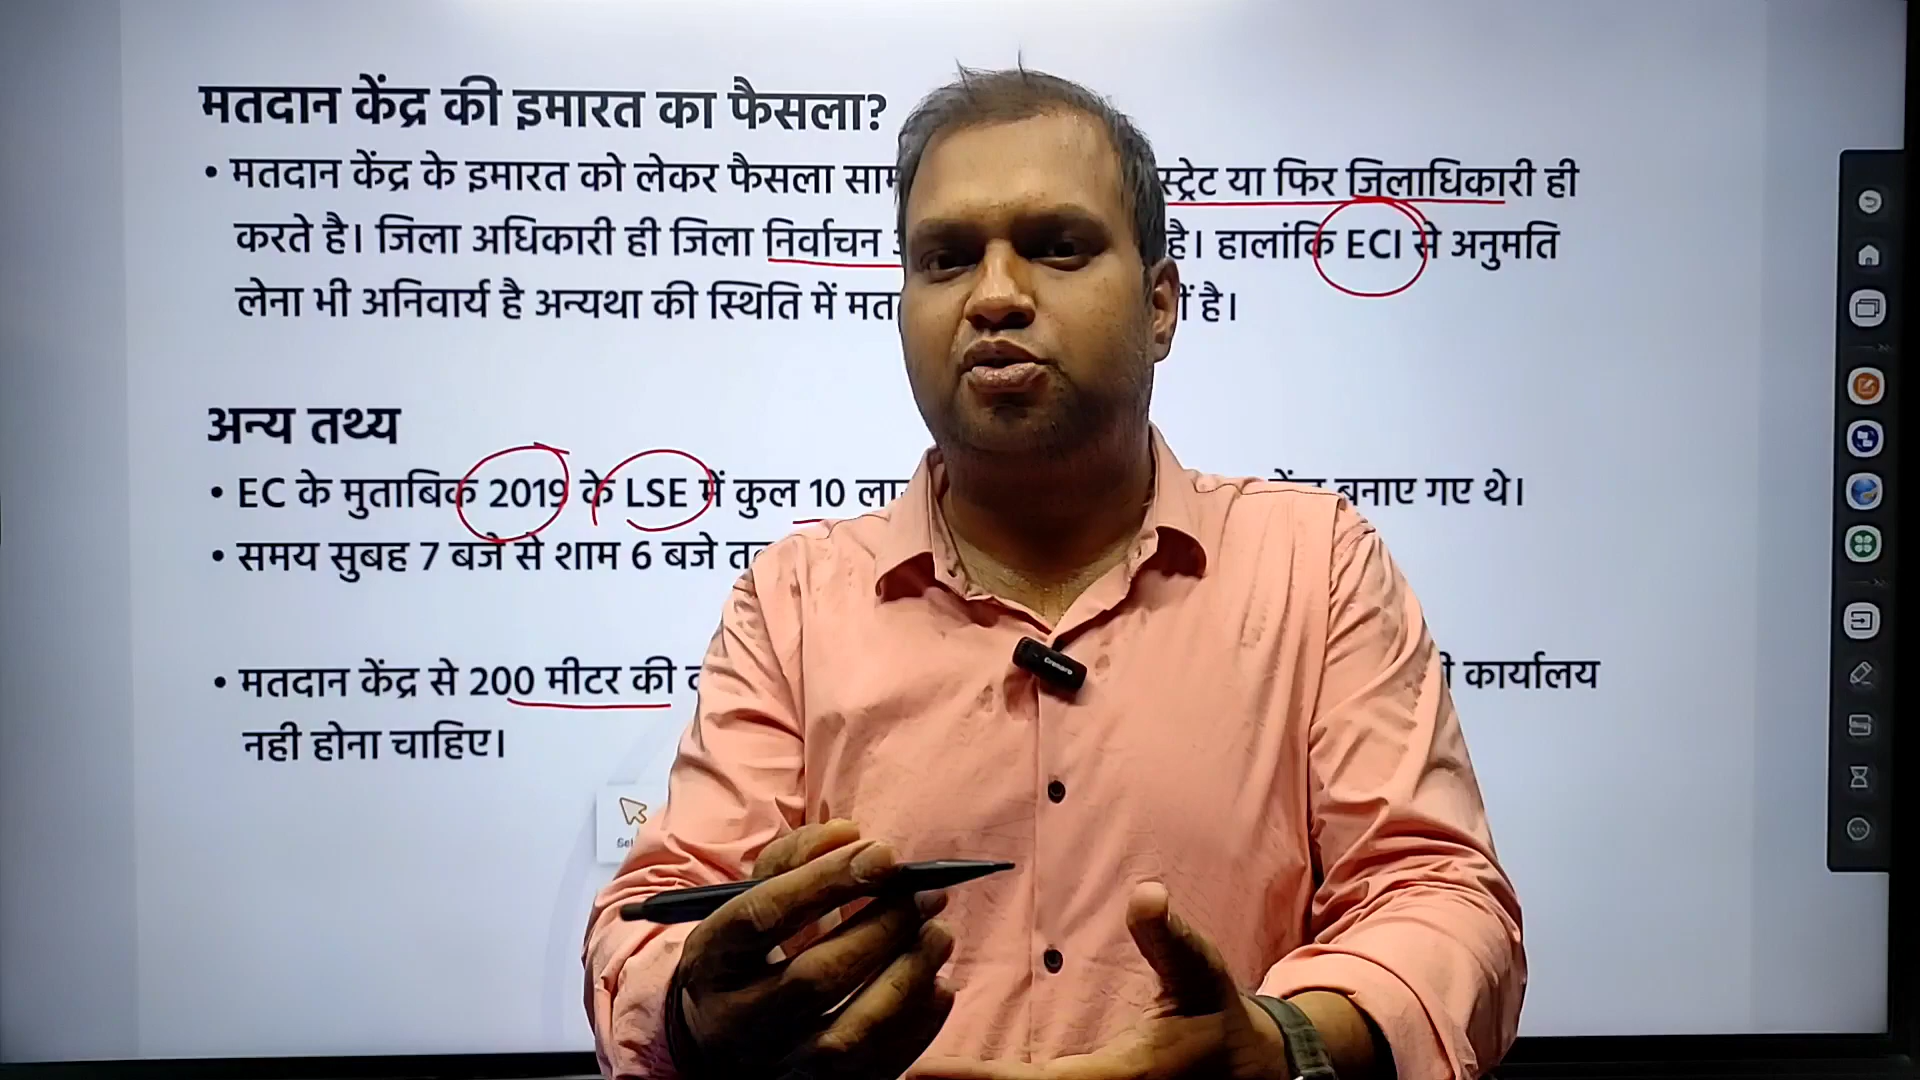 मतदान केंद्र की इमारत का फैसला?
• मतदान केंद्र के इमारत को लेकर फैसला या फिर जिलाधिकारी ही
करते है। जिला अधिकारी ही जिला निर्वाचन है। हालांकि ECI से अनुमति
लेना भी अनिवार्य है अन्यथा की स्थिति में है।
अन्य तथ्य
• EC के मुताबिक 2019 के LSE में कुल 10 बनाए गए थे।
• समय सुबह 7 बजे से शाम 6 बजे
• मतदान केंद्र से 200 मीटर की कार्यालय
नही होना चाहिए।